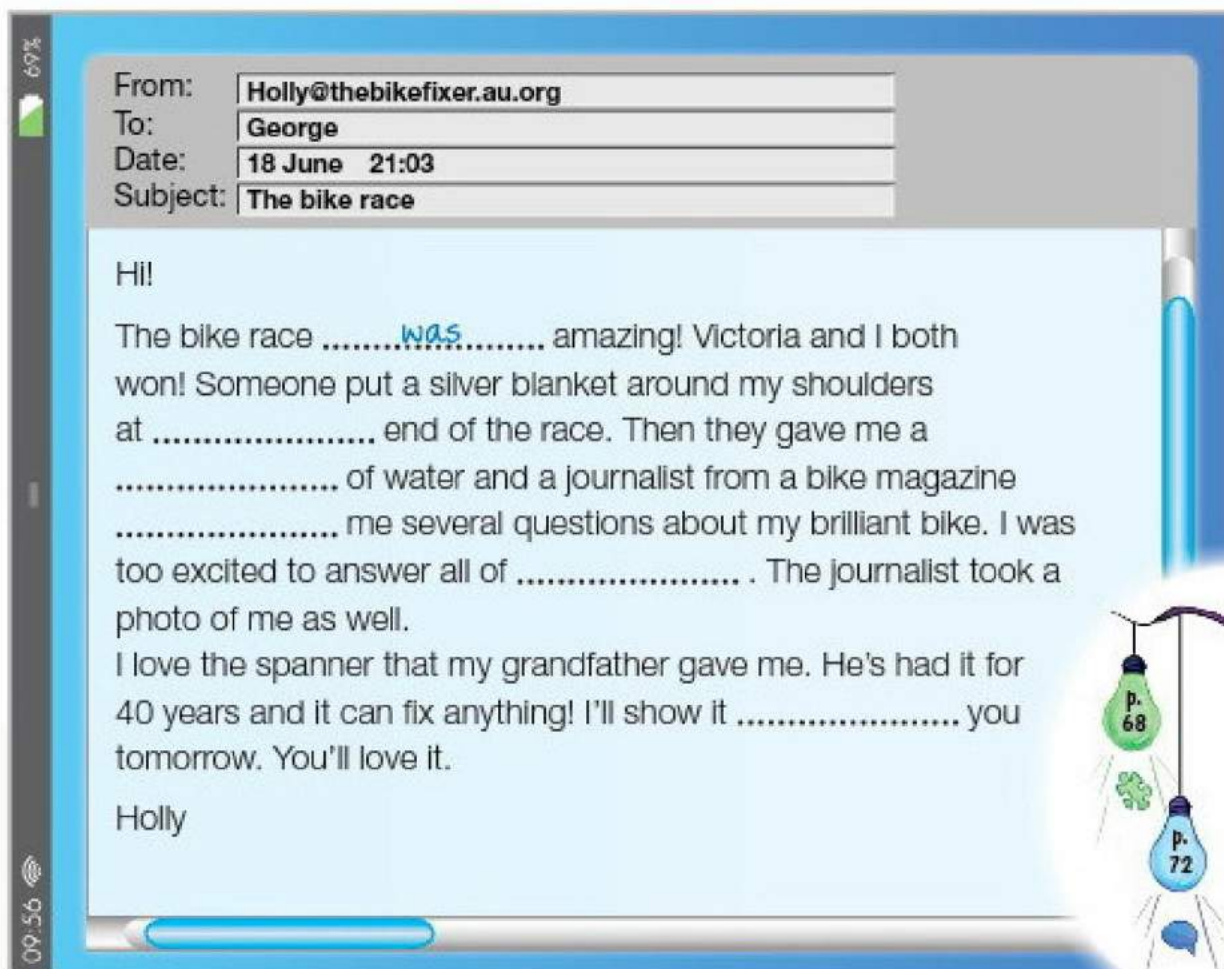 69%
From: Holly@thebikefixer.au.org
To: George
Date: 18 June 21:03
Subject: The bike race
Hi!
The bike race ........was........ amazing! Victoria and I both
won! Someone put a silver blanket around my shoulders
at ...................... end of the race. Then they gave me a
...................... of water and a journalist from a bike magazine
...................... me several questions about my brilliant bike. I was
too excited to answer all of ...................... . The journalist took a
photo of me as well.
I love the spanner that my grandfather gave me. He's had it for
40 years and it can fix anything! I'll show it ...................... you
tomorrow. You'll love it.
Holly
p.
68
p.
72
09:56